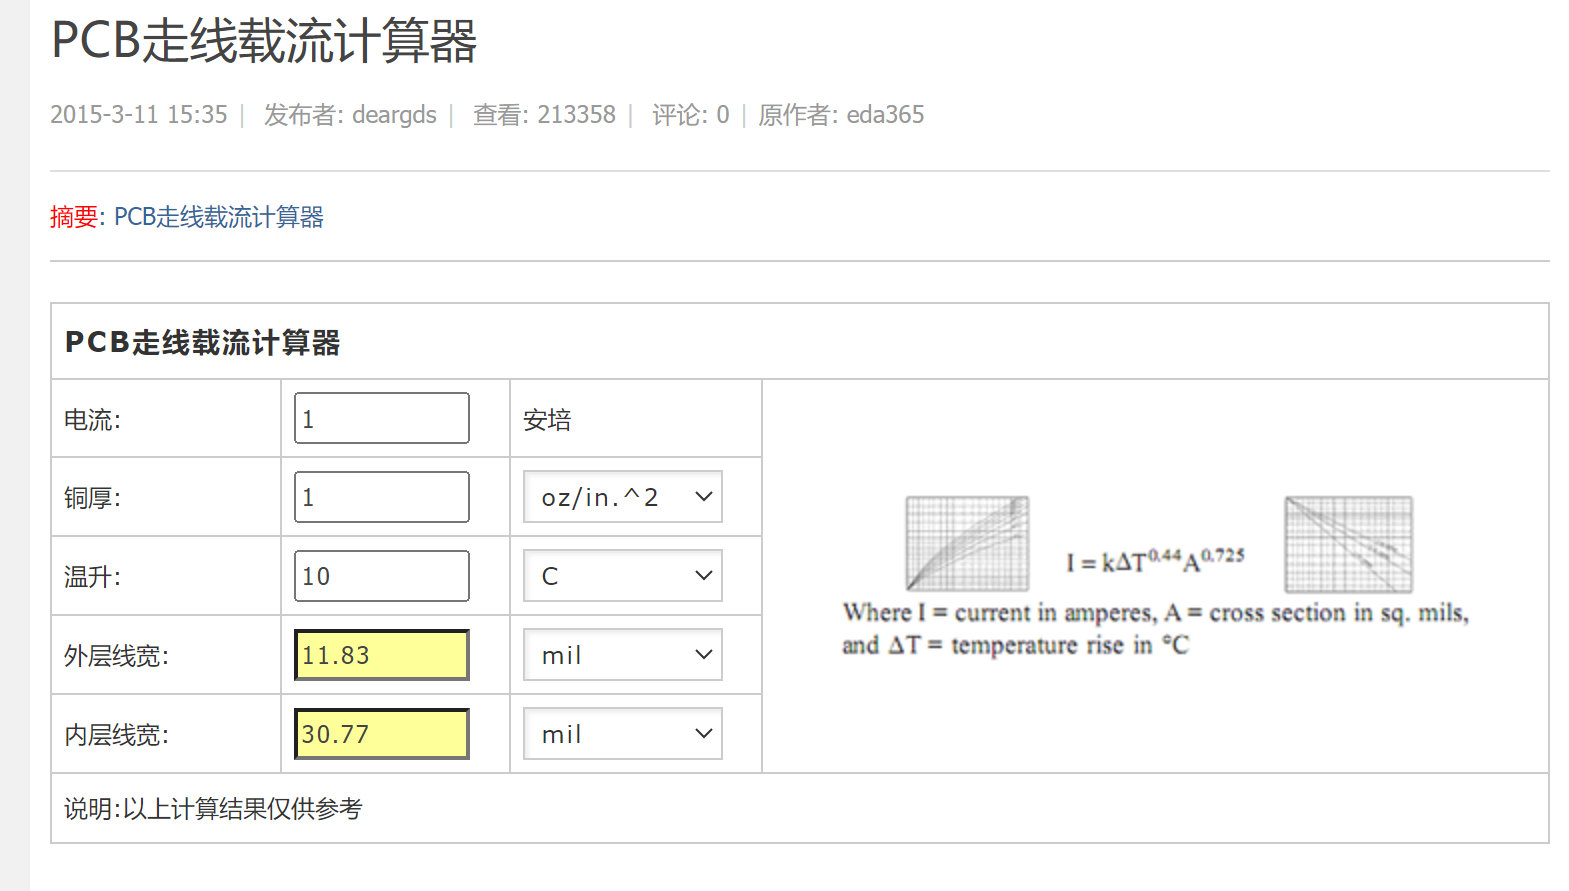 PCB走线载流计算器
2015-3-11 15:35 | 发布者: deargds | 查看: 213358 | 评论: 0 | 原作者: eda365
摘要: PCB走线载流计算器
PCB走线载流计算器
电流: 1 安培
铜厚: 1 oz/in.^2
温升: 10 C
外层线宽: 11.83 mil
内层线宽: 30.77 mil
I = kΔT^0.44 A^0.725
Where I = current in amperes, A = cross section in sq. mils,
and ΔT = temperature rise in °C
说明:以上计算结果仅供参考